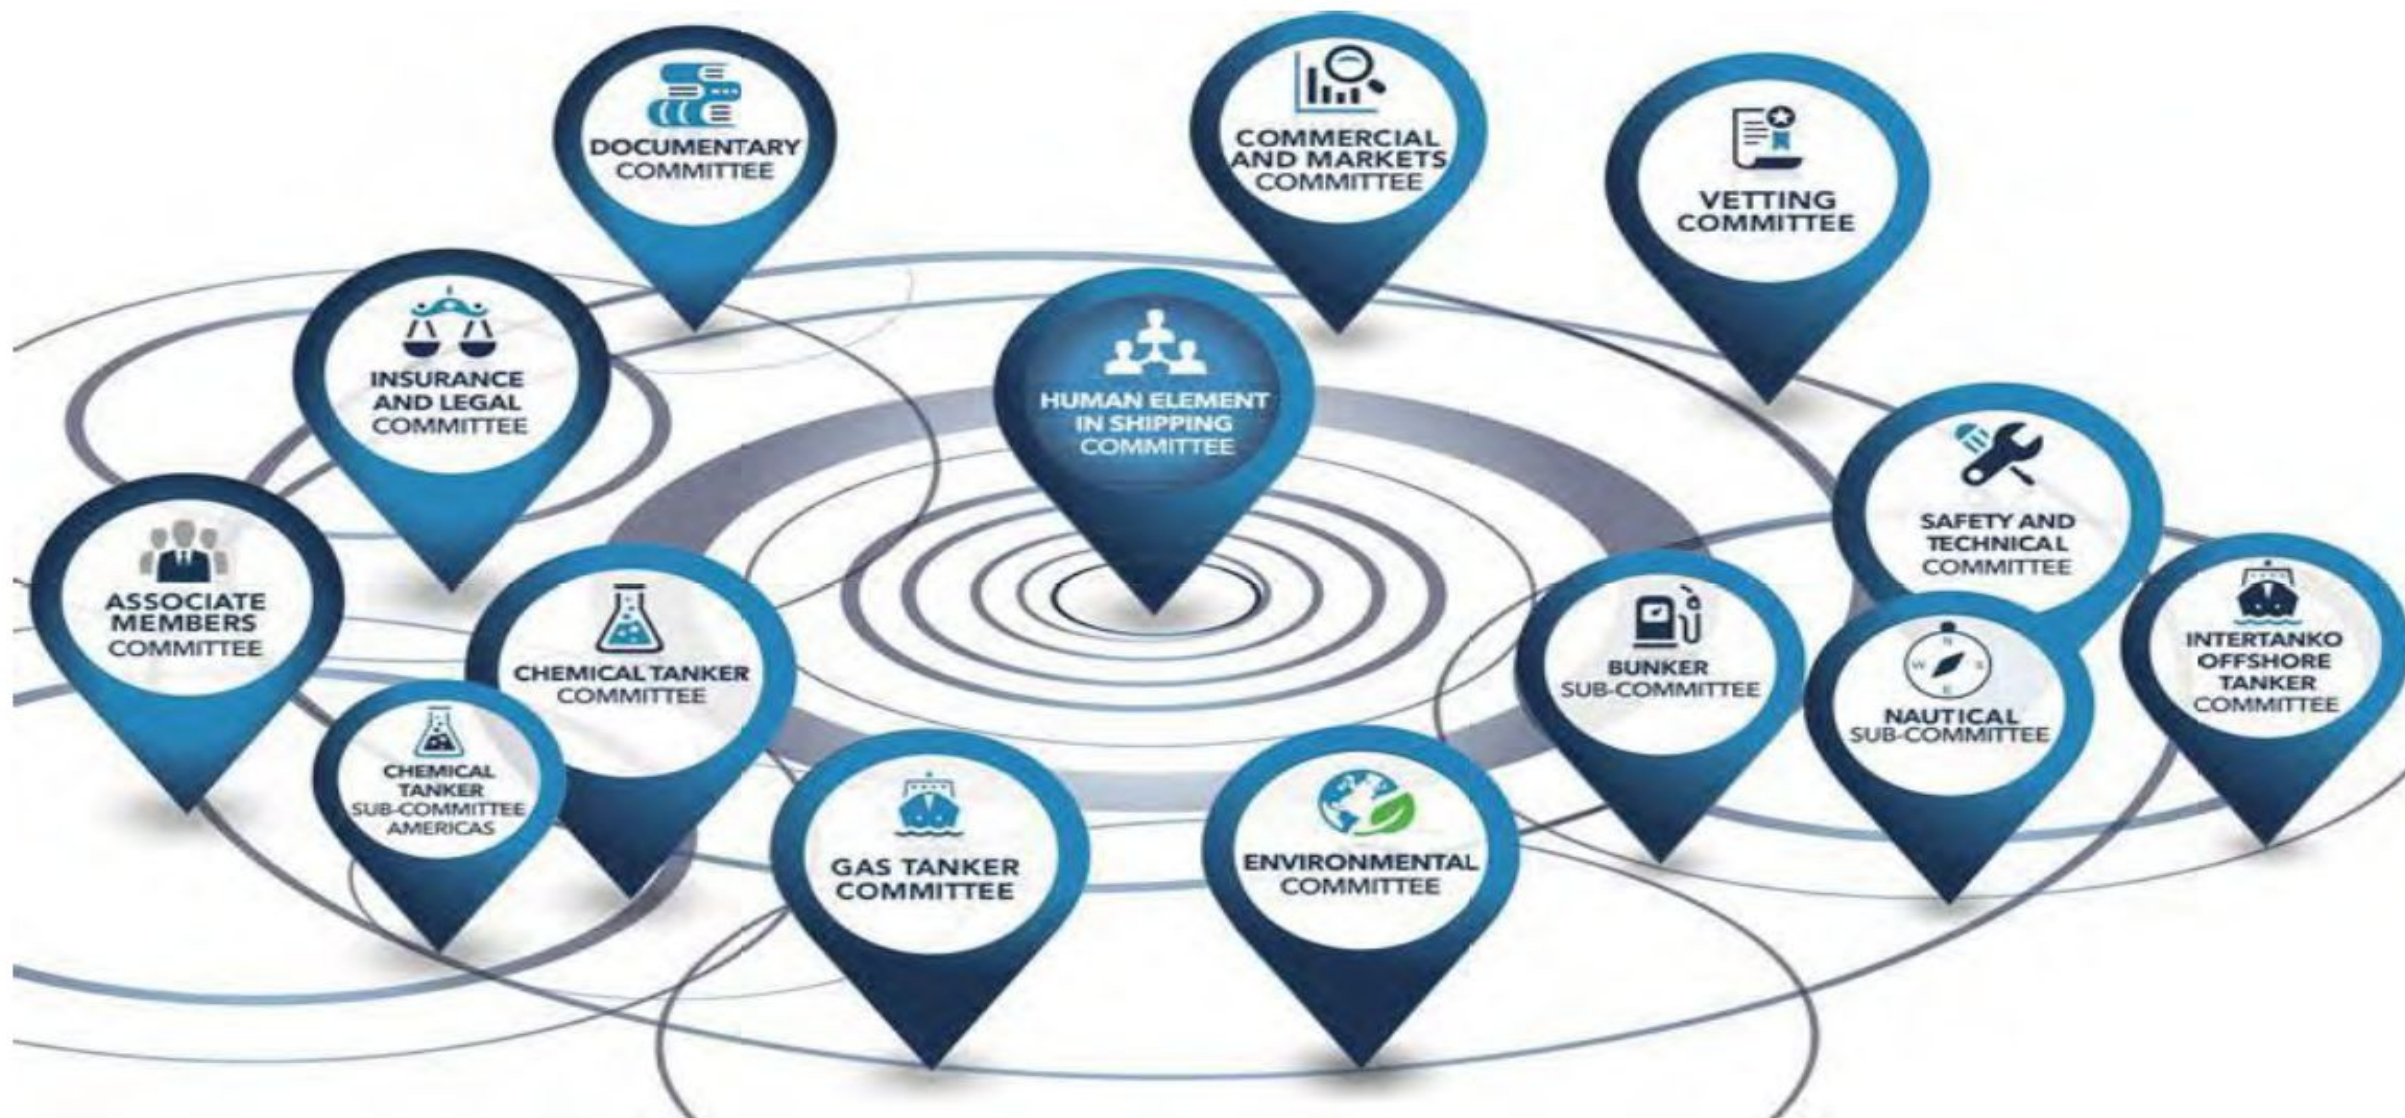 DOCUMENTARY
COMMITTEE
COMMERCIAL
AND MARKETS
COMMITTEE
VETTING
COMMITTEE
INSURANCE
AND LEGAL
COMMITTEE
HUMAN ELEMENT
IN SHIPPING
COMMITTEE
SAFETY AND
TECHNICAL
COMMITTEE
ASSOCIATE
MEMBERS
COMMITTEE
CHEMICAL TANKER
COMMITTEE
BUNKER
SUB-COMMITTEE
N
W
S
E
NAUTICAL
SUB-COMMITTEE
INTERTANKO
OFFSHORE
TANKER
COMMITTEE
CHEMICAL
TANKER
SUB-COMMITTEE
AMERICAS
GAS TANKER
COMMITTEE
ENVIRONMENTAL
COMMITTEE